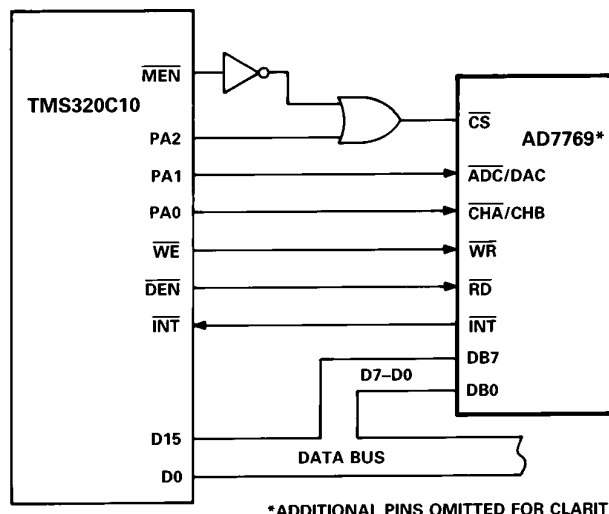 TMS320C10
MEN
PA2
PA1
PA0
WE
DEN
INT
D15
D0
CS
AD7769*
ADC/DAC
CHA/CHB
WR
RD
INT
DB7
D7–D0
DB0
DATA BUS
*ADDITIONAL PINS OMITTED FOR CLARIT